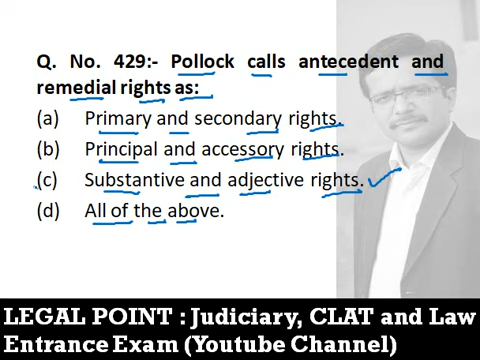 Q. No. 429:- Pollock calls antecedent and
remedial rights as:
(a) Primary and secondary rights.
(b) Principal and accessory rights.
(c) Substantive and adjective rights.
(d) All of the above.
LEGAL POINT : Judiciary, CLAT and Law
Entrance Exam (Youtube Channel)